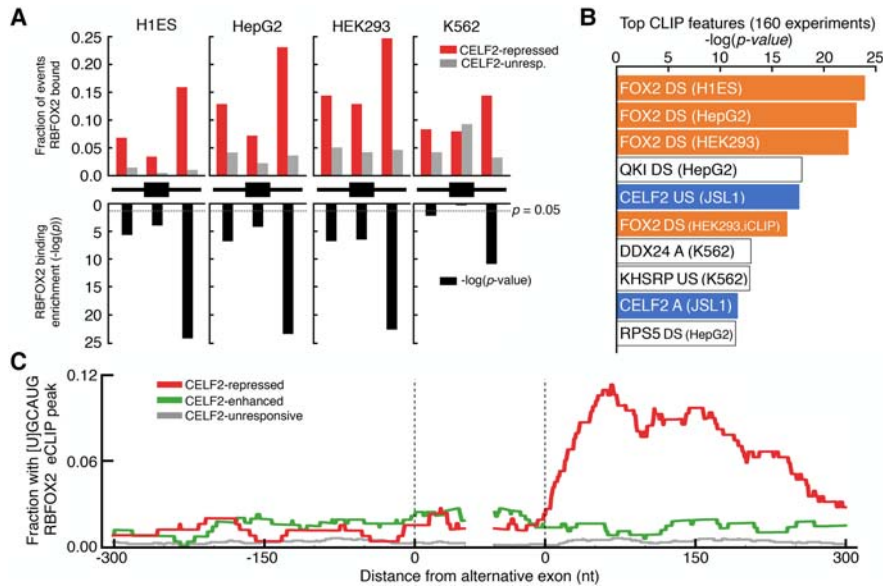 A
H1ES HepG2 HEK293 K562
CELF2-repressed
CELF2-unresp.
Fraction of events
RBFOX2 bound
0.25
0.20
0.15
0.10
0.05
0.0
p = 0.05
RBFOX2 binding
enrichment (-log(p))
0
5
10
15
20
25
-log(p-value)
B
Top CLIP features (160 experiments)
-log(p-value)
0 5 10 15 20 25
FOX2 DS (H1ES)
FOX2 DS (HepG2)
FOX2 DS (HEK293)
QKI DS (HepG2)
CELF2 US (JSL1)
FOX2 DS (HEK293,iCLIP)
DDX24 A (K562)
KHSRP US (K562)
CELF2 A (JSL1)
RPS5 DS (HepG2)
C
Fraction with [U]GCAUG
RBFOX2 eCLIP peak
0.12
0.06
0.00
CELF2-repressed
CELF2-enhanced
CELF2-unresponsive
-300 -150 0 0 150 300
Distance from alternative exon (nt)